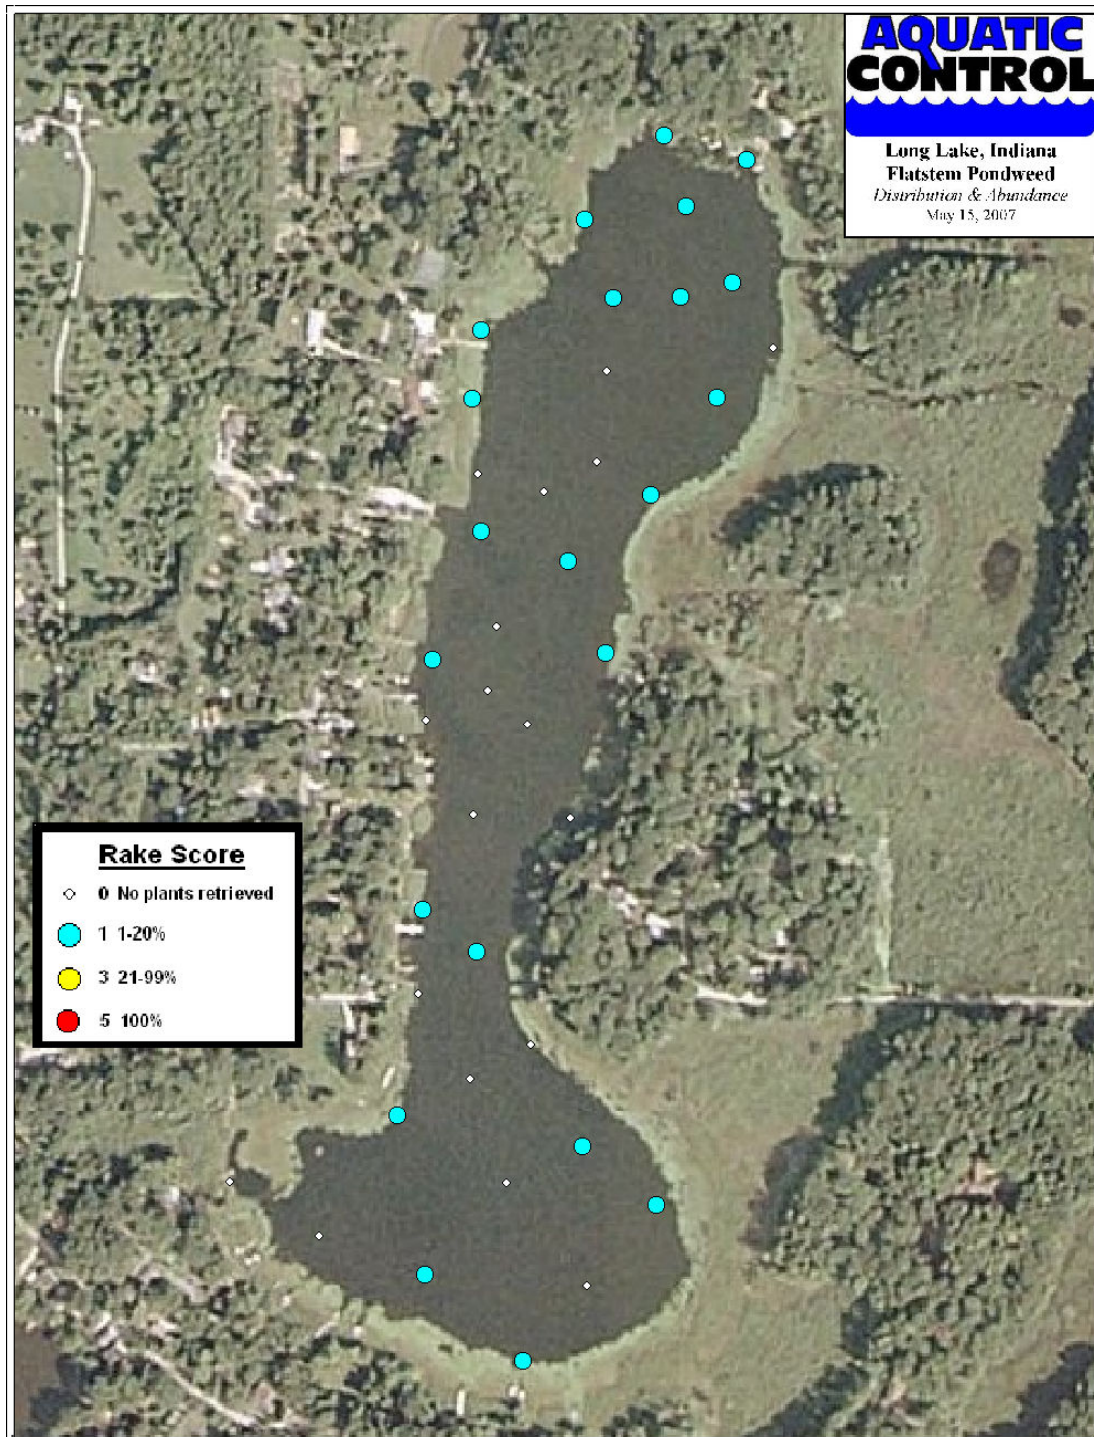 AQUATIC
CONTROL
Long Lake, Indiana
Flatstem Pondweed
Distribution & Abundance
May 15, 2007
Rake Score
0 No plants retrieved
1 1-20%
3 21-99%
5 100%